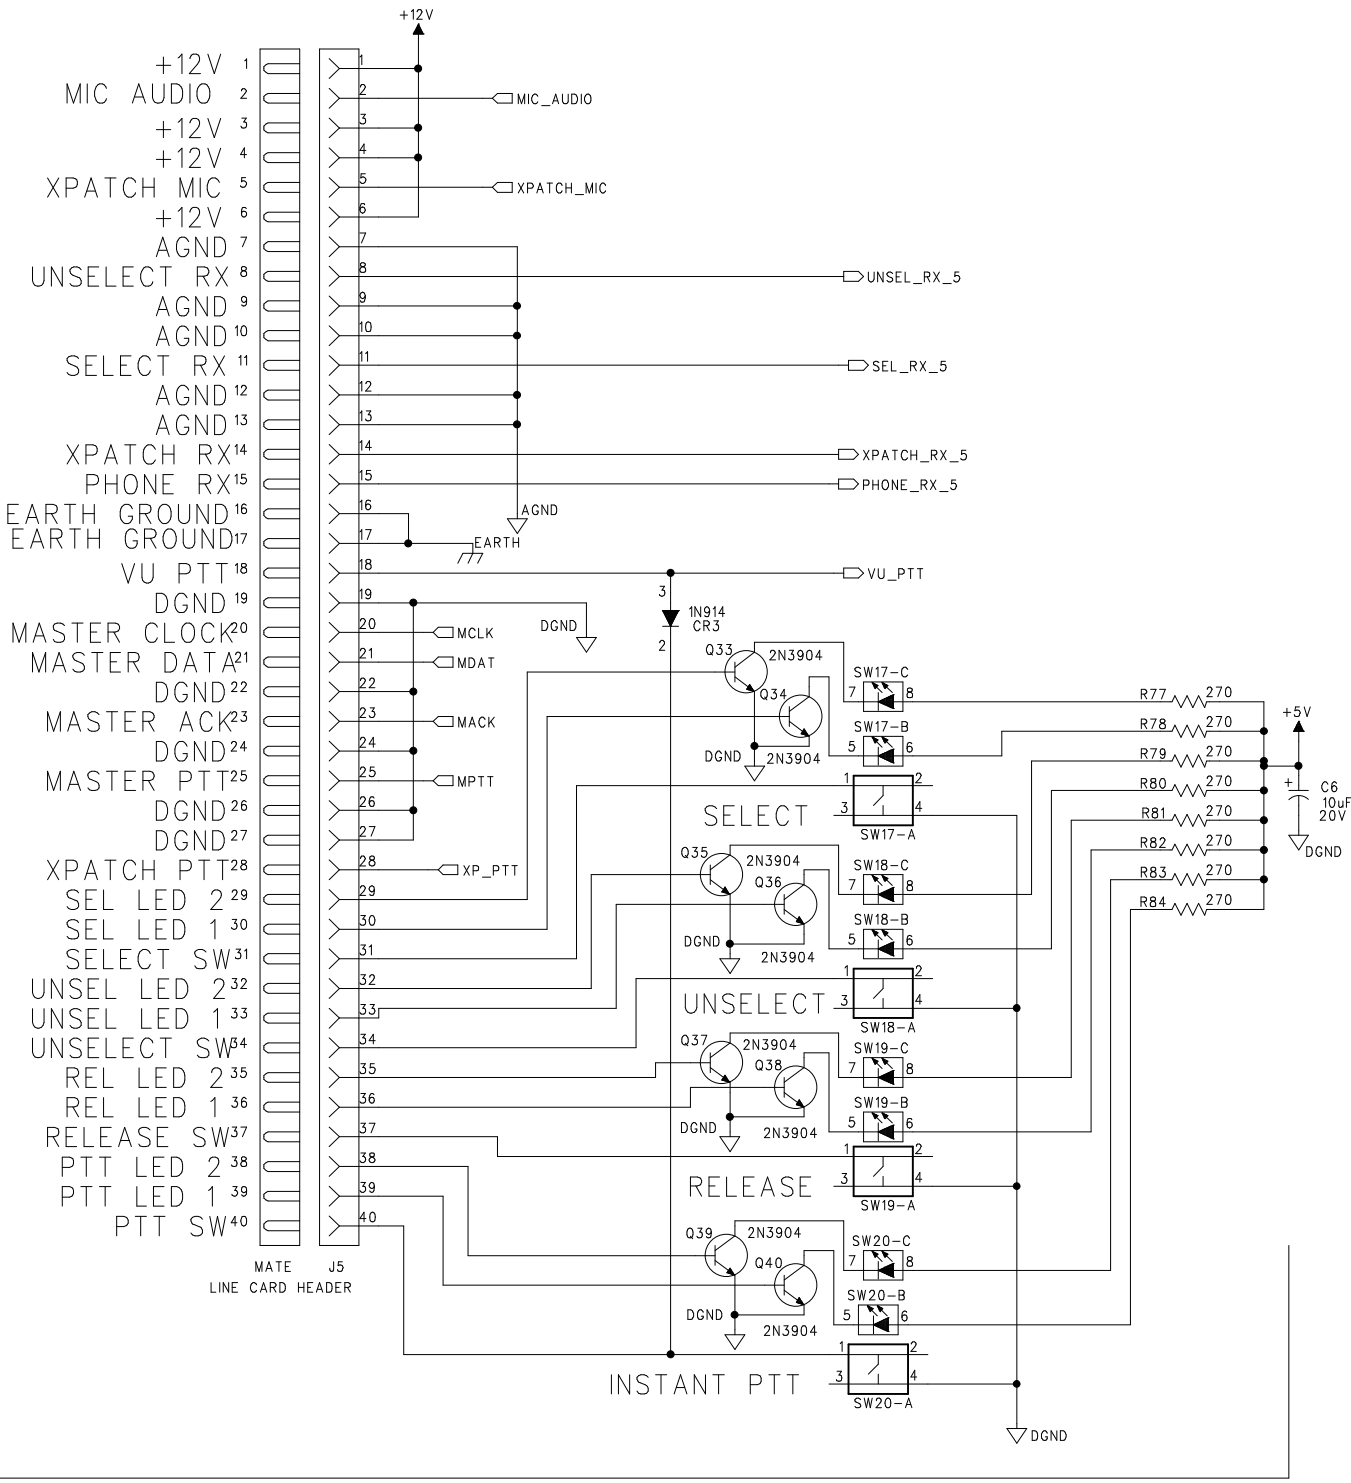 +12V
+12V 1 1
MIC AUDIO 2 2 MIC_AUDIO
+12V 3 3
+12V 4 4
XPATCH MIC 5 5 XPATCH_MIC
+12V 6 6
AGND 7 7
UNSELECT RX 8 8 UNSEL_RX_5
AGND 9 9
AGND 10 10
SELECT RX 11 11 SEL_RX_5
AGND 12 12
AGND 13 13
XPATCH RX 14 14 XPATCH_RX_5
PHONE RX 15 15 PHONE_RX_5
EARTH GROUND 16 16 AGND
EARTH GROUND 17 17 EARTH
VU PTT 18 18 VU_PTT
DGND 19 19
MASTER CLOCK 20 20 MCLK
MASTER DATA 21 21 MDAT
DGND 22 22
MASTER ACK 23 23 MACK
DGND 24 24
MASTER PTT 25 25 MPTT
DGND 26 26
DGND 27 27
XPATCH PTT 28 28 XP_PTT
SEL LED 2 29 29
SEL LED 1 30 30
SELECT SW 31 31
UNSEL LED 2 32 32
UNSEL LED 1 33 33
UNSELECT SW 34 34
REL LED 2 35 35
REL LED 1 36 36
RELEASE SW 37 37
PTT LED 2 38 38
PTT LED 1 39 39
PTT SW 40 40
MATE J5
LINE CARD HEADER
3 1N914
CR3
2
DGND
Q33 2N3904
Q34
DGND 2N3904
SW17-C
7 8
SW17-B
5 6
1 2
3 4
SELECT
SW17-A
Q35 2N3904
Q36
DGND
2N3904
SW18-C
7 8
SW18-B
5 6
1 2
3 4
UNSELECT
SW18-A
Q37 2N3904
Q38
DGND 2N3904
SW19-C
7 8
SW19-B
5 6
1 2
3 4
RELEASE
SW19-A
Q39 2N3904
Q40
DGND
2N3904
SW20-C
7 8
SW20-B
5 6
1 2
3 4
INSTANT PTT
SW20-A
DGND
R77 270
R78 270
R79 270
R80 270
R81 270
R82 270
R83 270
R84 270
+5V
+ C6
10uF
20V
DGND